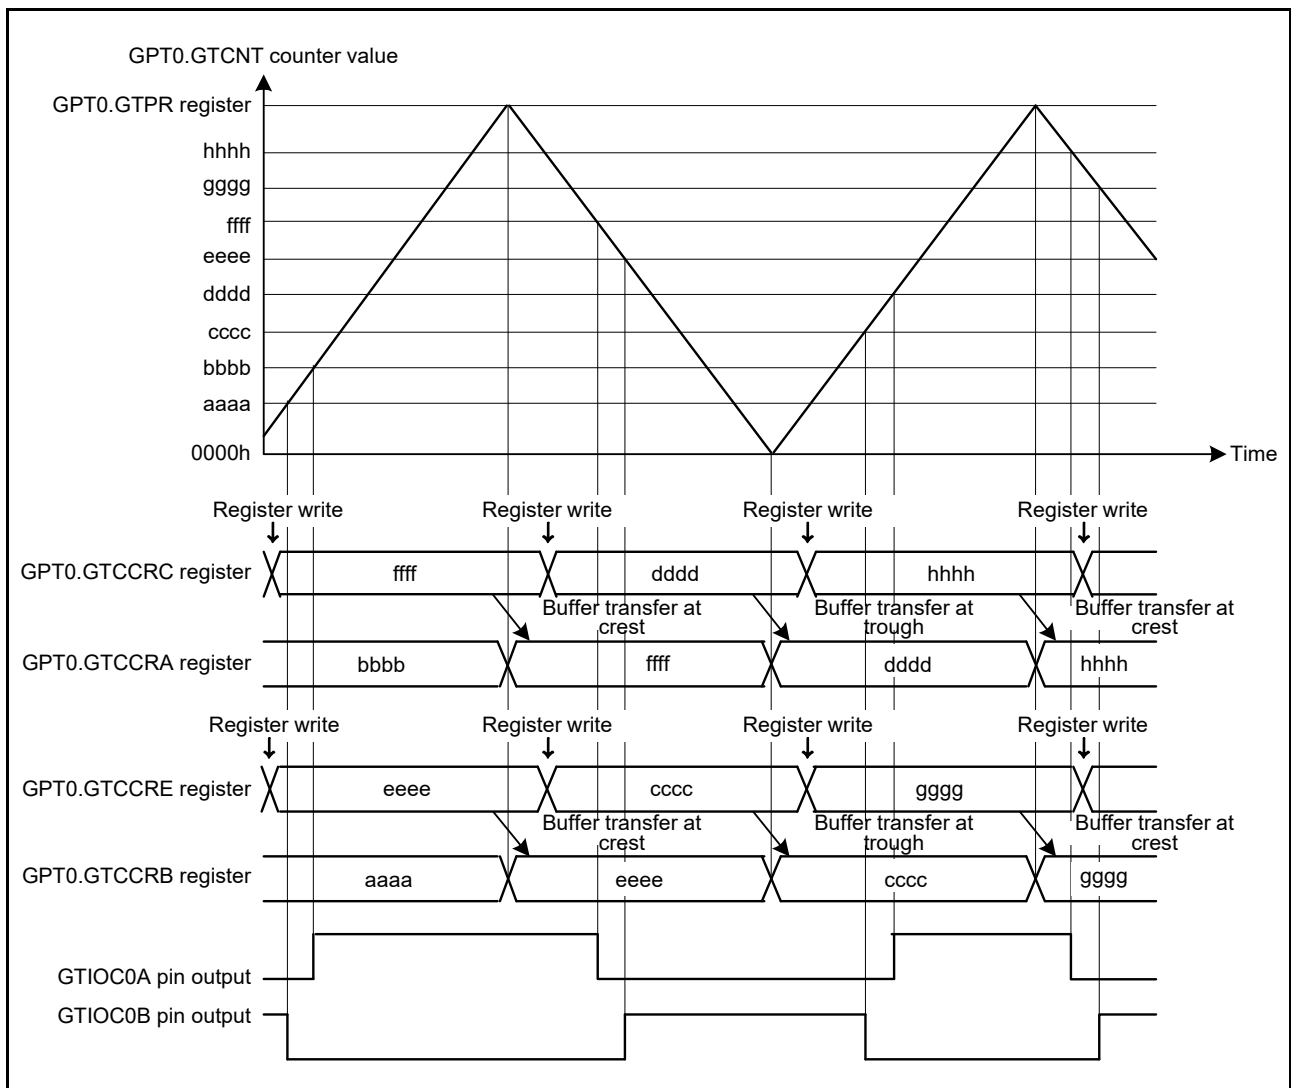 GPT0.GTCNT counter value
GPT0.GTPR register
hhhh
gggg
ffff
eeee
dddd
cccc
bbbb
aaaa
0000h
Time
Register write Register write Register write Register write
GPT0.GTCCRC register ffff dddd hhhh
Buffer transfer at crest
Buffer transfer at trough
Buffer transfer at crest
GPT0.GTCCRA register bbbb ffff dddd hhhh
Register write Register write Register write Register write
GPT0.GTCCRE register eeee cccc gggg
Buffer transfer at crest
Buffer transfer at trough
Buffer transfer at crest
GPT0.GTCCRB register aaaa eeee cccc gggg
GTIOC0A pin output
GTIOC0B pin output